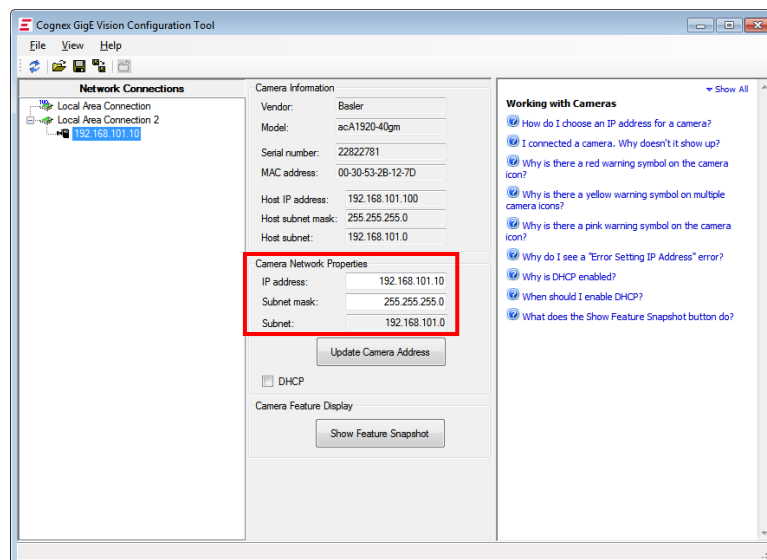 Cognex GigE Vision Configuration Tool
File View Help
Network Connections
Local Area Connection
Local Area Connection 2
192.168.101.10
Camera Information
Vendor: Basler
Model: acA1920-40gm
Serial number: 22822781
MAC address: 00-30-53-2B-12-7D
Host IP address: 192.168.101.100
Host subnet mask: 255.255.255.0
Host subnet: 192.168.101.0
Camera Network Properties
IP address: 192.168.101.10
Subnet mask: 255.255.255.0
Subnet: 192.168.101.0
Update Camera Address
DHCP
Camera Feature Display
Show Feature Snapshot
Show All
Working with Cameras
How do I choose an IP address for a camera?
I connected a camera. Why doesn't it show up?
Why is there a red warning symbol on the camera
icon?
Why is there a yellow warning symbol on multiple
camera icons?
Why is there a pink warning symbol on the camera
icon?
Why do I see a "Error Setting IP Address" error?
Why is DHCP enabled?
When should I enable DHCP?
What does the Show Feature Snapshot button do?